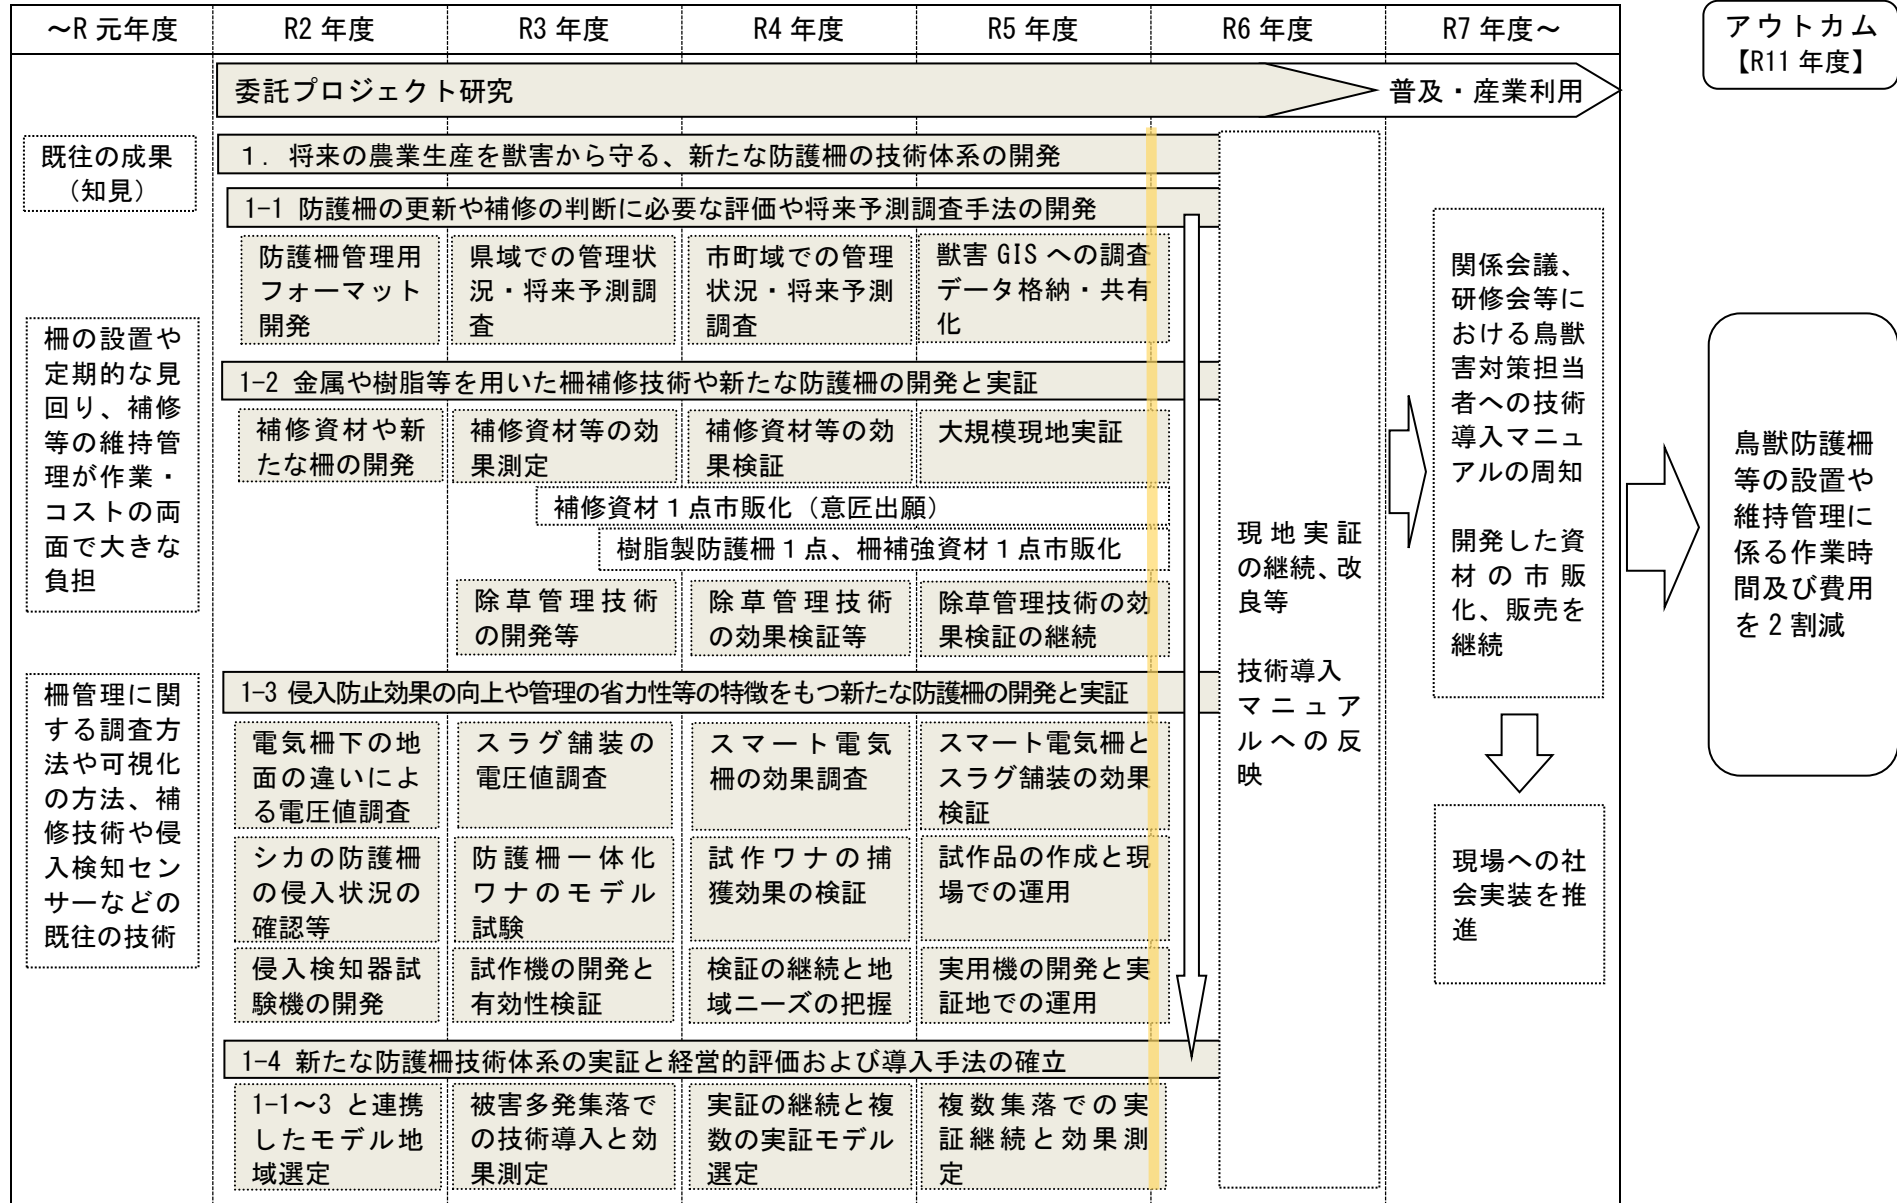 ～R 元年度
R2 年度
R3 年度
R4 年度
R5 年度
R6 年度
R7 年度～
アウトカム
【R11 年度】
委託プロジェクト研究
普及・産業利用
既往の成果
（知見）
柵の設置や
定期的な見
回り、補修
等の維持管
理が作業・
コストの両
面で大きな
負担
柵管理に関
する調査方
法や可視化
の方法、補
修技術や侵
入検知セン
サーなどの
既往の技術
１．将来の農業生産を獣害から守る、新たな防護柵の技術体系の開発
1-1 防護柵の更新や補修の判断に必要な評価や将来予測調査手法の開発
防護柵管理用
フォーマット
開発
県域での管理状
況・将来予測調
査
市町域での管理
状況・将来予測
調査
獣害 GIS への調査
データ格納・共有
化
1-2 金属や樹脂等を用いた柵補修技術や新たな防護柵の開発と実証
補修資材や新
たな柵の開発
補修資材等の効
果測定
補修資材等の効
果検証
大規模現地実証
補修資材１点市販化（意匠出願）
樹脂製防護柵１点、柵補強資材１点市販化
除草管理技術
の開発等
除草管理技術
の効果検証等
除草管理技術の効
果検証の継続
1-3 侵入防止効果の向上や管理の省力性等の特徴をもつ新たな防護柵の開発と実証
電気柵下の地
面の違いによ
る電圧値調査
スラグ舗装の
電圧値調査
スマート電気
柵の効果調査
スマート電気柵と
スラグ舗装の効果
検証
シカの防護柵
の侵入状況の
確認等
防護柵一体化
ワナのモデル
試験
試作ワナの捕
獲効果の検証
試作品の作成と現
場での運用
侵入検知器試
験機の開発
試作機の開発と
有効性検証
検証の継続と地
域ニーズの把握
実用機の開発と実
証地での運用
1-4 新たな防護柵技術体系の実証と経営的評価および導入手法の確立
1-1～3 と連携
したモデル地
域選定
被害多発集落で
の技術導入と効
果測定
実証の継続と複
数の実証モデル
選定
複数集落での実
証継続と効果測
定
現地実証
の継続、改
良等
技術導入
マニュア
ルへの反
映
関係会議、
研修会等に
おける鳥獣
害対策担当
者への技術
導入マニュ
アルの周知
開発した資
材の市販
化、販売を
継続
現場への社
会実装を推
進
鳥獣防護柵
等の設置や
維持管理に
係る作業時
間及び費用
を２割減